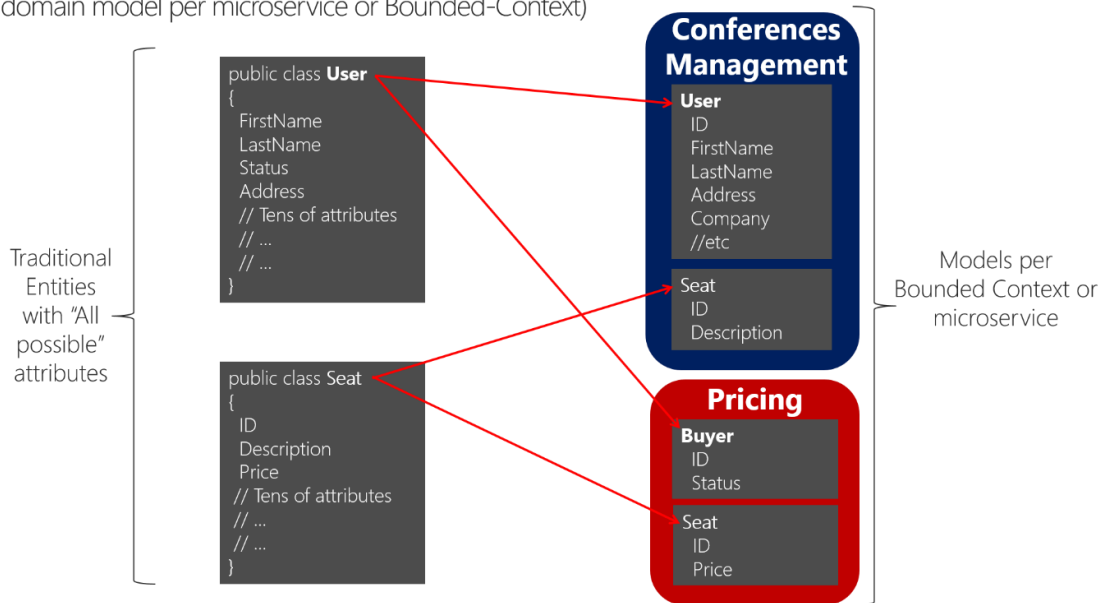 domain model per microservice or Bounded-Context)
Traditional
Entities
with “All
possible”
attributes
public class User
{
FirstName
LastName
Status
Address
// Tens of attributes
// ...
// ...
}
public class Seat
{
ID
Description
Price
// Tens of attributes
// ...
// ...
}
Conferences
Management
User
ID
FirstName
LastName
Address
Company
//etc
Seat
ID
Description
Pricing
Buyer
ID
Status
Seat
ID
Price
Models per
Bounded Context or
microservice